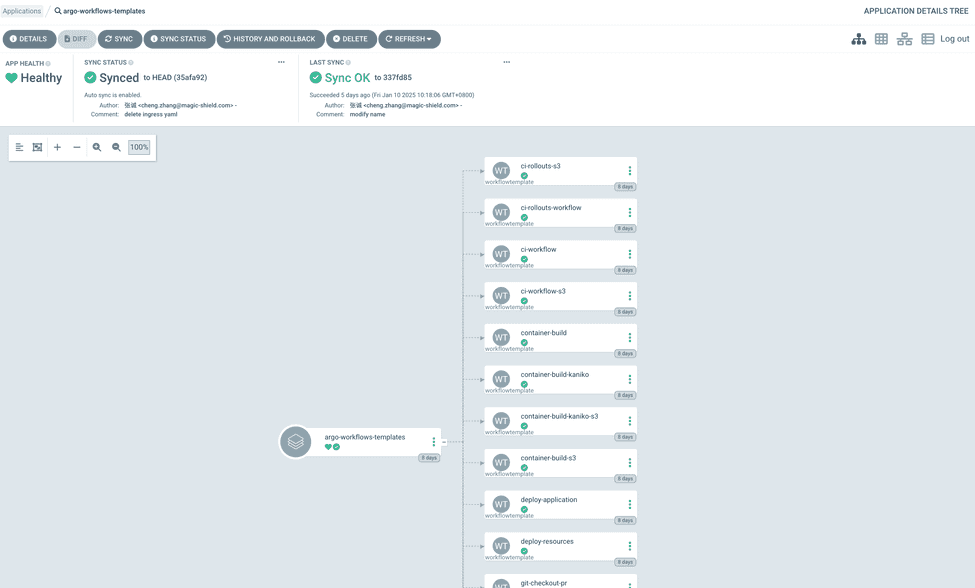 Applications / argo-workflows-templates
APPLICATION DETAILS TREE
DETAILS DIFF SYNC SYNC STATUS HISTORY AND ROLLBACK DELETE REFRESH
Log out
APP HEALTH
Healthy
SYNC STATUS
Synced to HEAD (35afa92)
Auto sync is enabled.
Author: 张诚 <cheng.zhang@magic-shield.com> -
Comment: delete ingress yaml
LAST SYNC
Sync OK to 337fd85
Succeeded 5 days ago (Fri Jan 10 2025 10:18:06 GMT+0800)
Author: 张诚 <cheng.zhang@magic-shield.com> -
Comment: modify name
100%
argo-workflows-templates
8 days
WT
ci-rollouts-s3
workflowtemplate
8 days
WT
ci-rollouts-workflow
workflowtemplate
8 days
WT
ci-workflow
workflowtemplate
8 days
WT
ci-workflow-s3
workflowtemplate
8 days
WT
container-build
workflowtemplate
8 days
WT
container-build-kaniko
workflowtemplate
8 days
WT
container-build-kaniko-s3
workflowtemplate
8 days
WT
container-build-s3
workflowtemplate
8 days
WT
deploy-application
workflowtemplate
8 days
WT
deploy-resources
workflowtemplate
8 days
WT
git-checkout-pr